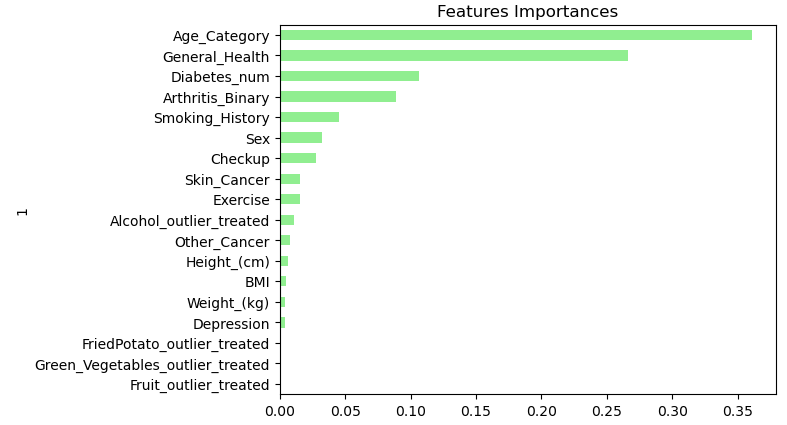 Features Importances
Age_Category
General_Health
Diabetes_num
Arthritis_Binary
Smoking_History
Sex
Checkup
Skin_Cancer
Exercise
Alcohol_outlier_treated
Other_Cancer
Height_(cm)
BMI
Weight_(kg)
Depression
FriedPotato_outlier_treated
Green_Vegetables_outlier_treated
Fruit_outlier_treated
1
0.00 0.05 0.10 0.15 0.20 0.25 0.30 0.35